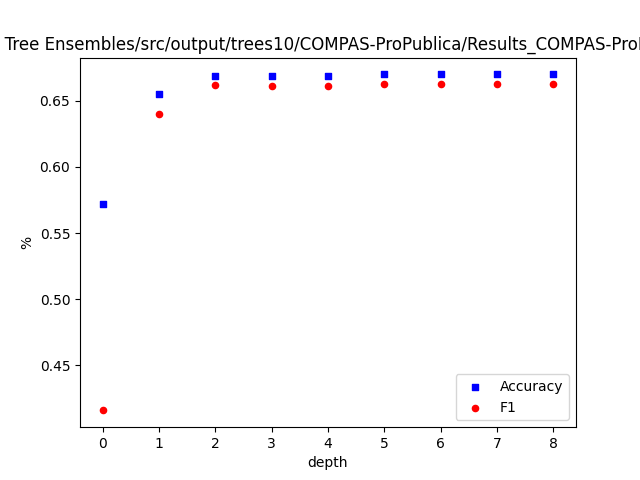 Tree Ensembles/src/output/trees10/COMPAS-ProPublica/Results_COMPAS-Pro
0.65
0.60
0.55
0.50
0.45
%
0 1 2 3 4 5 6 7 8
depth
Accuracy
F1